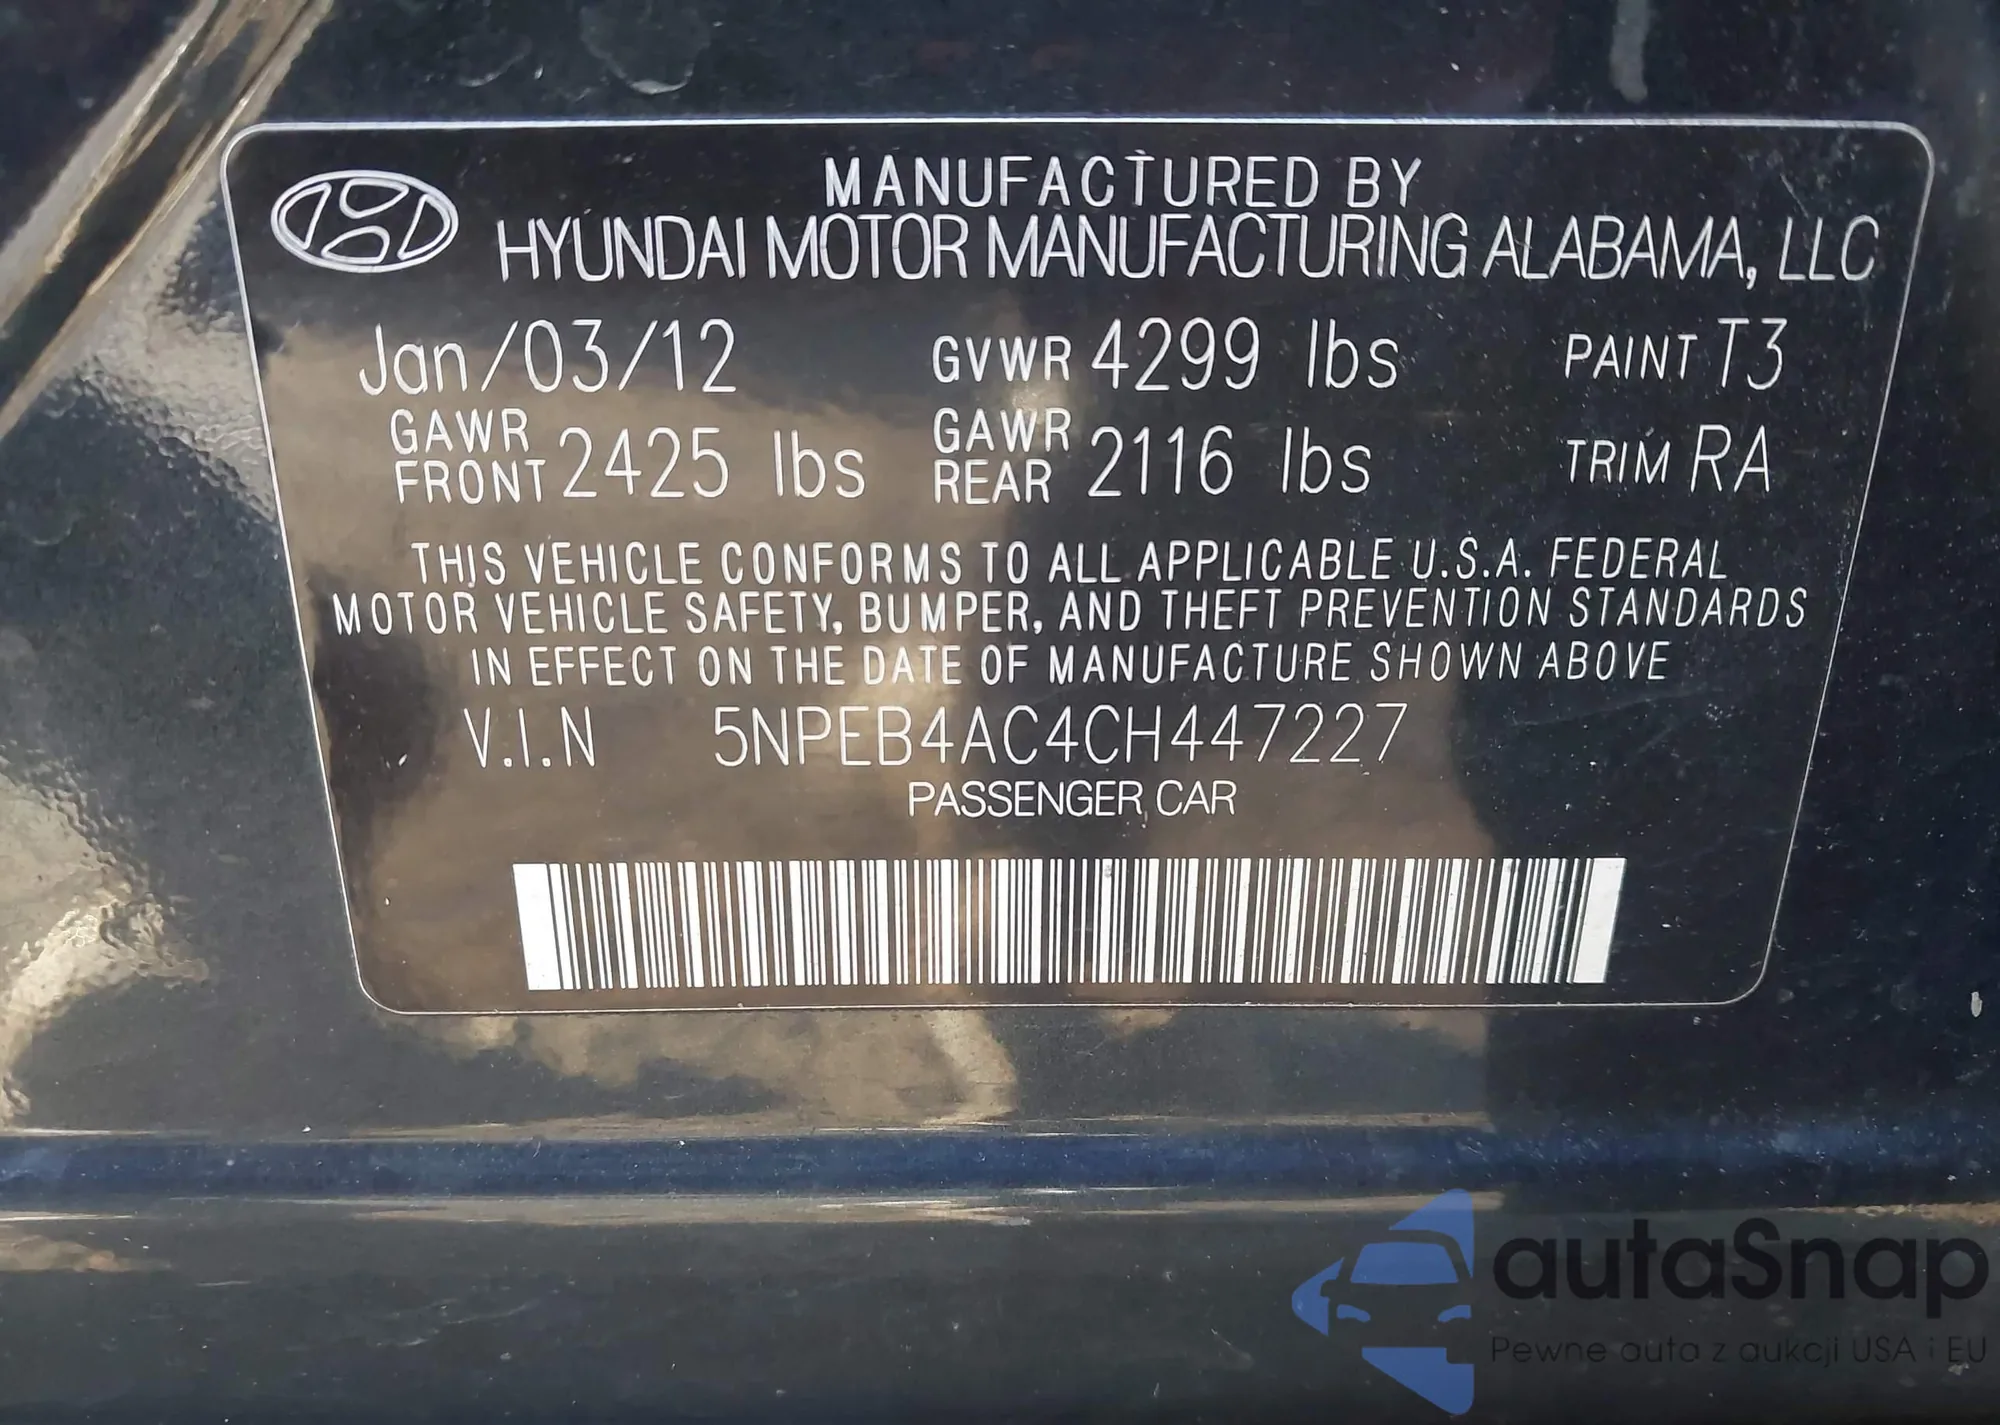 MANUFACTURED BY
HYUNDAI MOTOR MANUFACTURING ALABAMA, LLC
Jan/03/12 GVWR 4299 lbs PAINT T3
GAWR FRONT 2425 lbs GAWR REAR 2116 lbs TRIM RA
THIS VEHICLE CONFORMS TO ALL APPLICABLE U.S.A. FEDERAL
MOTOR VEHICLE SAFETY, BUMPER, AND THEFT PREVENTION STANDARDS
IN EFFECT ON THE DATE OF MANUFACTURE SHOWN ABOVE
V.I.N 5NPEB4AC4CH447227
PASSENGER CAR
autaSnap
Pewne auta z aukcji USA i EU